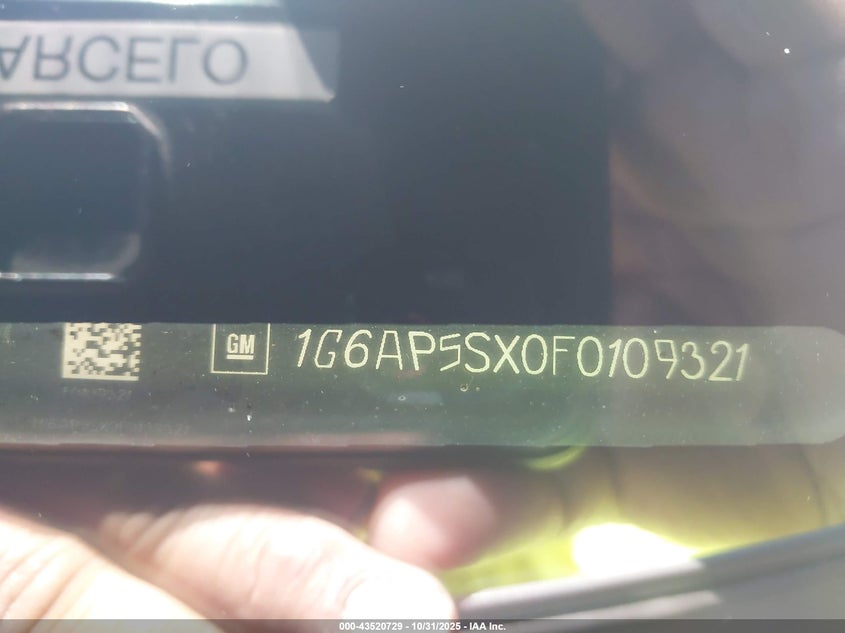 ARCELO
GM 1G6AP5SX0F0109321
000-43520729 - 10/31/2025 - IAA Inc.